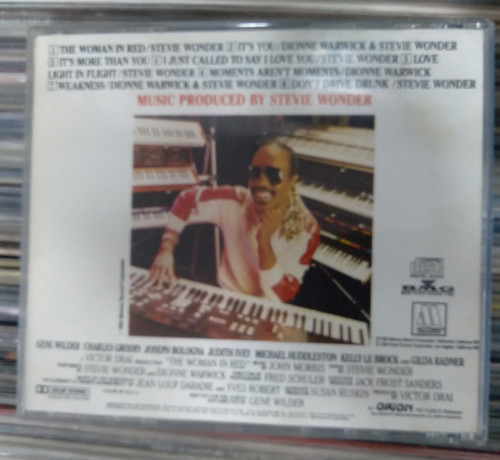 1 THE WOMAN IN RED/STEVIE WONDER 2 IT'S YOU/DIONNE WARWICK & STEVIE WONDER
3 IT'S MORE THAN YOU 4 I JUST CALLED TO SAY I LOVE YOU/STEVIE WONDER 5 LOVE
LIGHT IN FLIGHT/STEVIE WONDER 6 MOMENTS AREN'T MOMENTS/DIONNE WARWICK
7 WEAKNESS/DIONNE WARWICK & STEVIE WONDER 8 DON'T DRIVE DRUNK/STEVIE WONDER
MUSIC PRODUCED BY STEVIE WONDER
BMG
GENE WILDER CHARLES GRODIN JOSEPH BOLOGNA JUDITH IVEY MICHAEL HUDDLESTON KELLY LE BROCK AND GILDA RADNER
A VICTOR DRAI "THE WOMAN IN RED" JOHN MORRIS STEVIE WONDER
STEVIE WONDER AND DIONNE WARWICK FRED SCHULER JACK FROST SANDERS
JEAN LOUP DABADIE AND YVES ROBERT SUSAN RUSKIN VICTOR DRAI
GENE WILDER
ORION